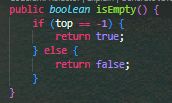 public boolean isEmpty() {
    if (top == -1) {
        return true;
    } else {
        return false;
    }
}